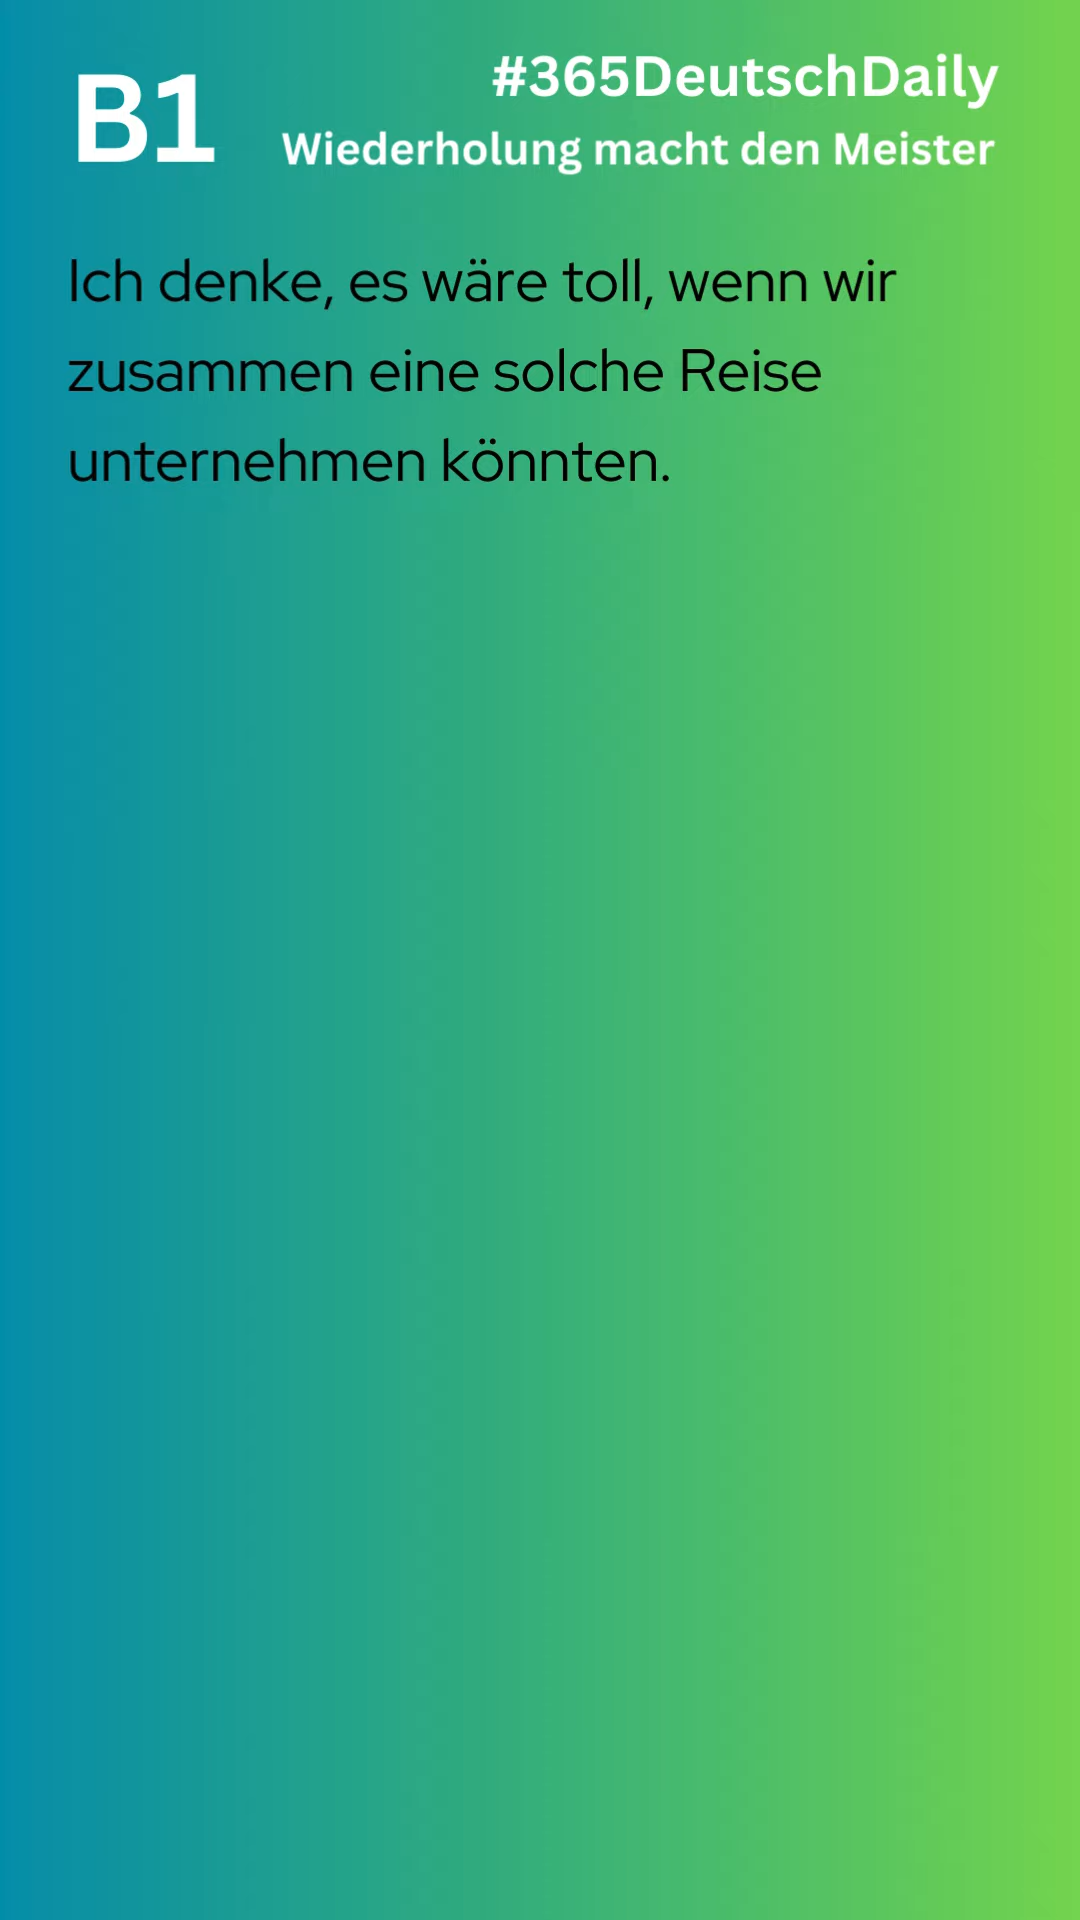 B1
#365DeutschDaily
Wiederholung macht den Meister
Ich denke, es wäre toll, wenn wir
zusammen eine solche Reise
unternehmen könnten.